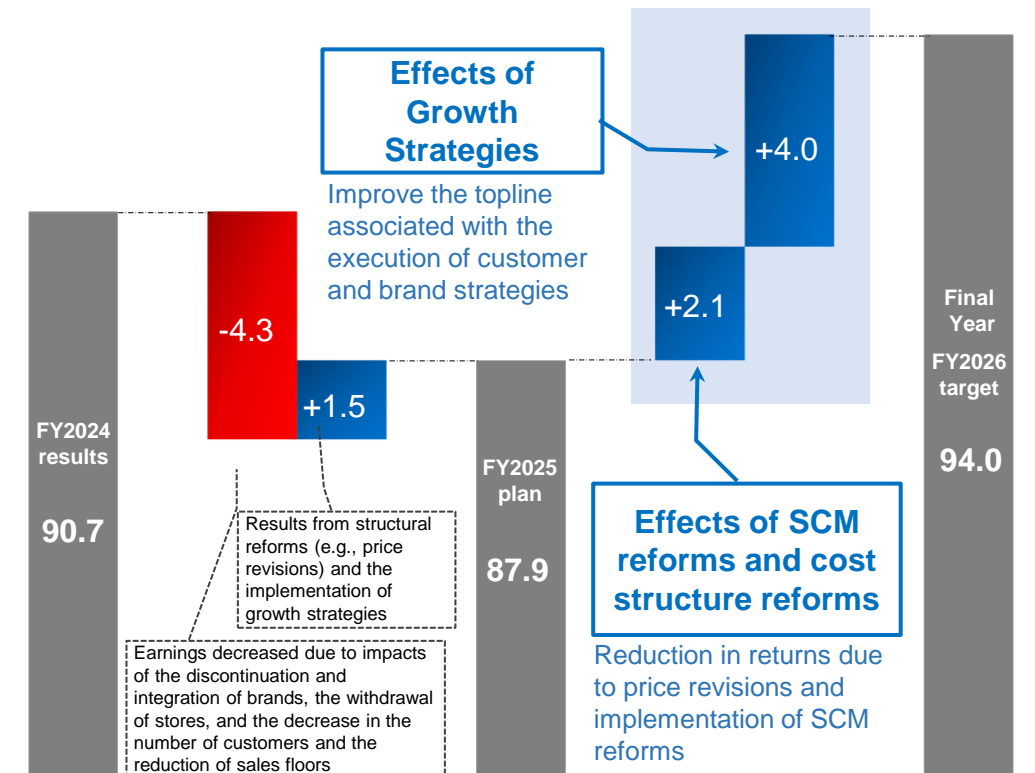 Effects of
Growth
Strategies
Improve the topline
associated with the
execution of customer
and brand strategies
+4.0
+2.1
-4.3
+1.5
FY2024
results
90.7
Results from structural
reforms (e.g., price
revisions) and the
implementation of
growth strategies
Earnings decreased due to impacts
of the discontinuation and
integration of brands, the withdrawal
of stores, and the decrease in the
number of customers and the
reduction of sales floors
FY2025
plan
87.9
Effects of SCM
reforms and cost
structure reforms
Reduction in returns due
to price revisions and
implementation of SCM
reforms
Final
Year
FY2026
target
94.0